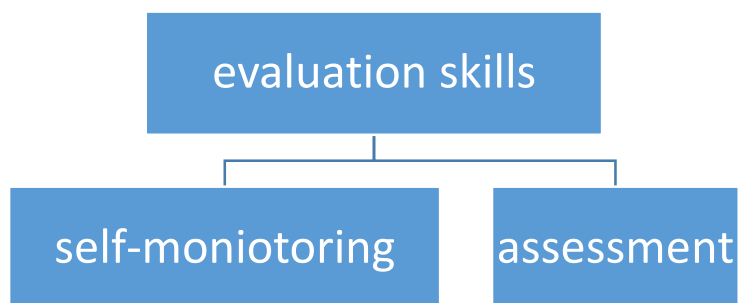 evaluation skills
self-moniotoring
assessment